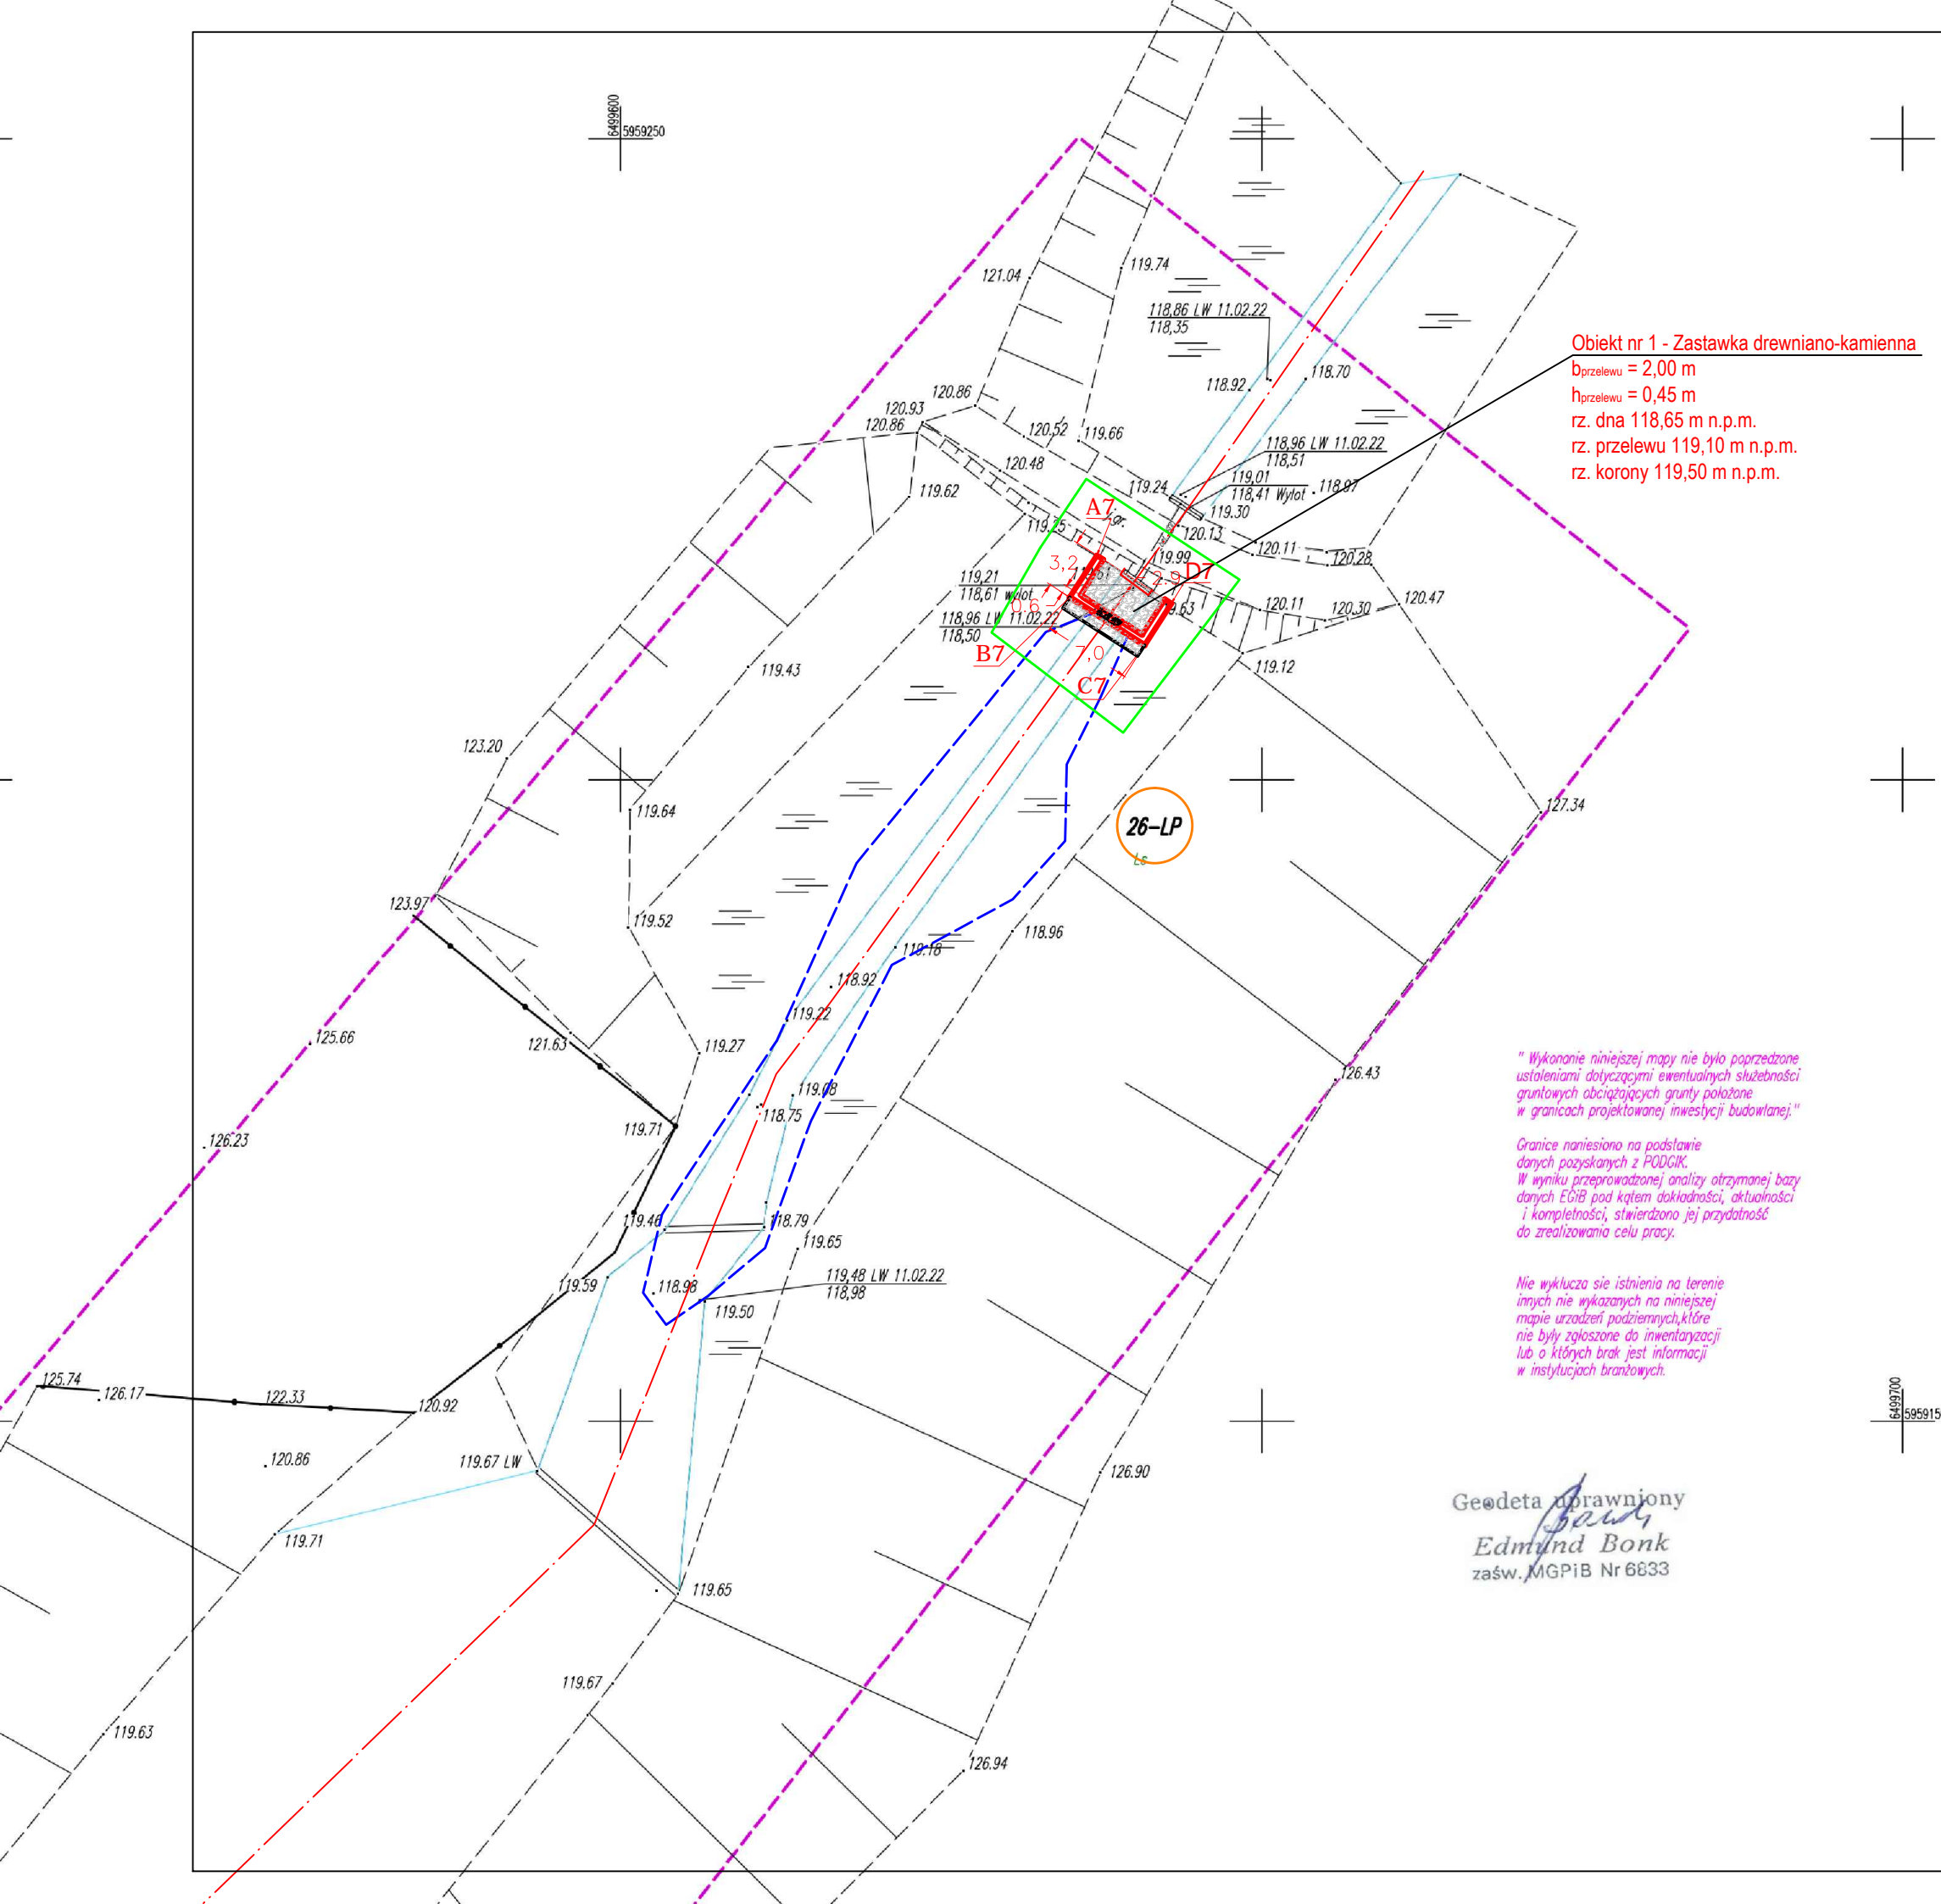 6499600
5959250
121.04
119.74
118,86 LW 11.02.22
118,35
Obiekt nr 1 - Zastawka drewniano-kamienna
bprzelewu = 2,00 m
hprzelewu = 0,45 m
rz. dna 118,65 m n.p.m.
rz. przelewu 119,10 m n.p.m.
rz. korony 119,50 m n.p.m.
118.92
118.70
120.86
120.93
120.86
120.52
119.66
118,96 LW 11.02.22
118,51
120.48
119.24
119,01
118,41 Wylot
118.97
119.62
119.30
A7
gr.
120.13
120.11
120.28
3,2
119.99
2.9
D7
119,21
118,61 wylot
0.6
120.11
120.30
120.47
118,96 LW 11.02.22
118,50
B7
7,0
119.12
119.43
C7
123.20
119.64
127.34
26-LP
Ls
123.97
119.52
118.96
119.18
118.92
119.22
125.66
121.63
119.27
126.43
119.08
118.75
119.71
126.23
" Wykonanie niniejszej mapy nie było poprzedzone
ustaleniami dotyczącymi ewentualnych służebności
gruntowych obciążających grunty położone
w granicach projektowanej inwestycji budowlanej."
Granice naniesiono na podstawie
danych pozyskanych z PODGiK.
W wyniku przeprowadzonej analizy otrzymanej bazy
danych EGiB pod kątem dokładności, aktualności
i kompletności, stwierdzono jej przydatność
do zrealizowania celu pracy.
Nie wyklucza sie istnienia na terenie
innych nie wykazanych na niniejszej
mapie urządzeń podziemnych,które
nie były zgłoszone do inwentaryzacji
lub o których brak jest informacji
w instytucjach branżowych.
119.46
118.79
119.65
119.59
118.98
119,48 LW 11.02.22
118,98
119.50
125.74
126.17
122.33
120.92
6499700
595915
120.86
119.67 LW
126.90
119.71
Geodeta uprawniony
Edmund Bonk
zaśw. MGPiB Nr 6833
119.65
119.67
119.63
126.94